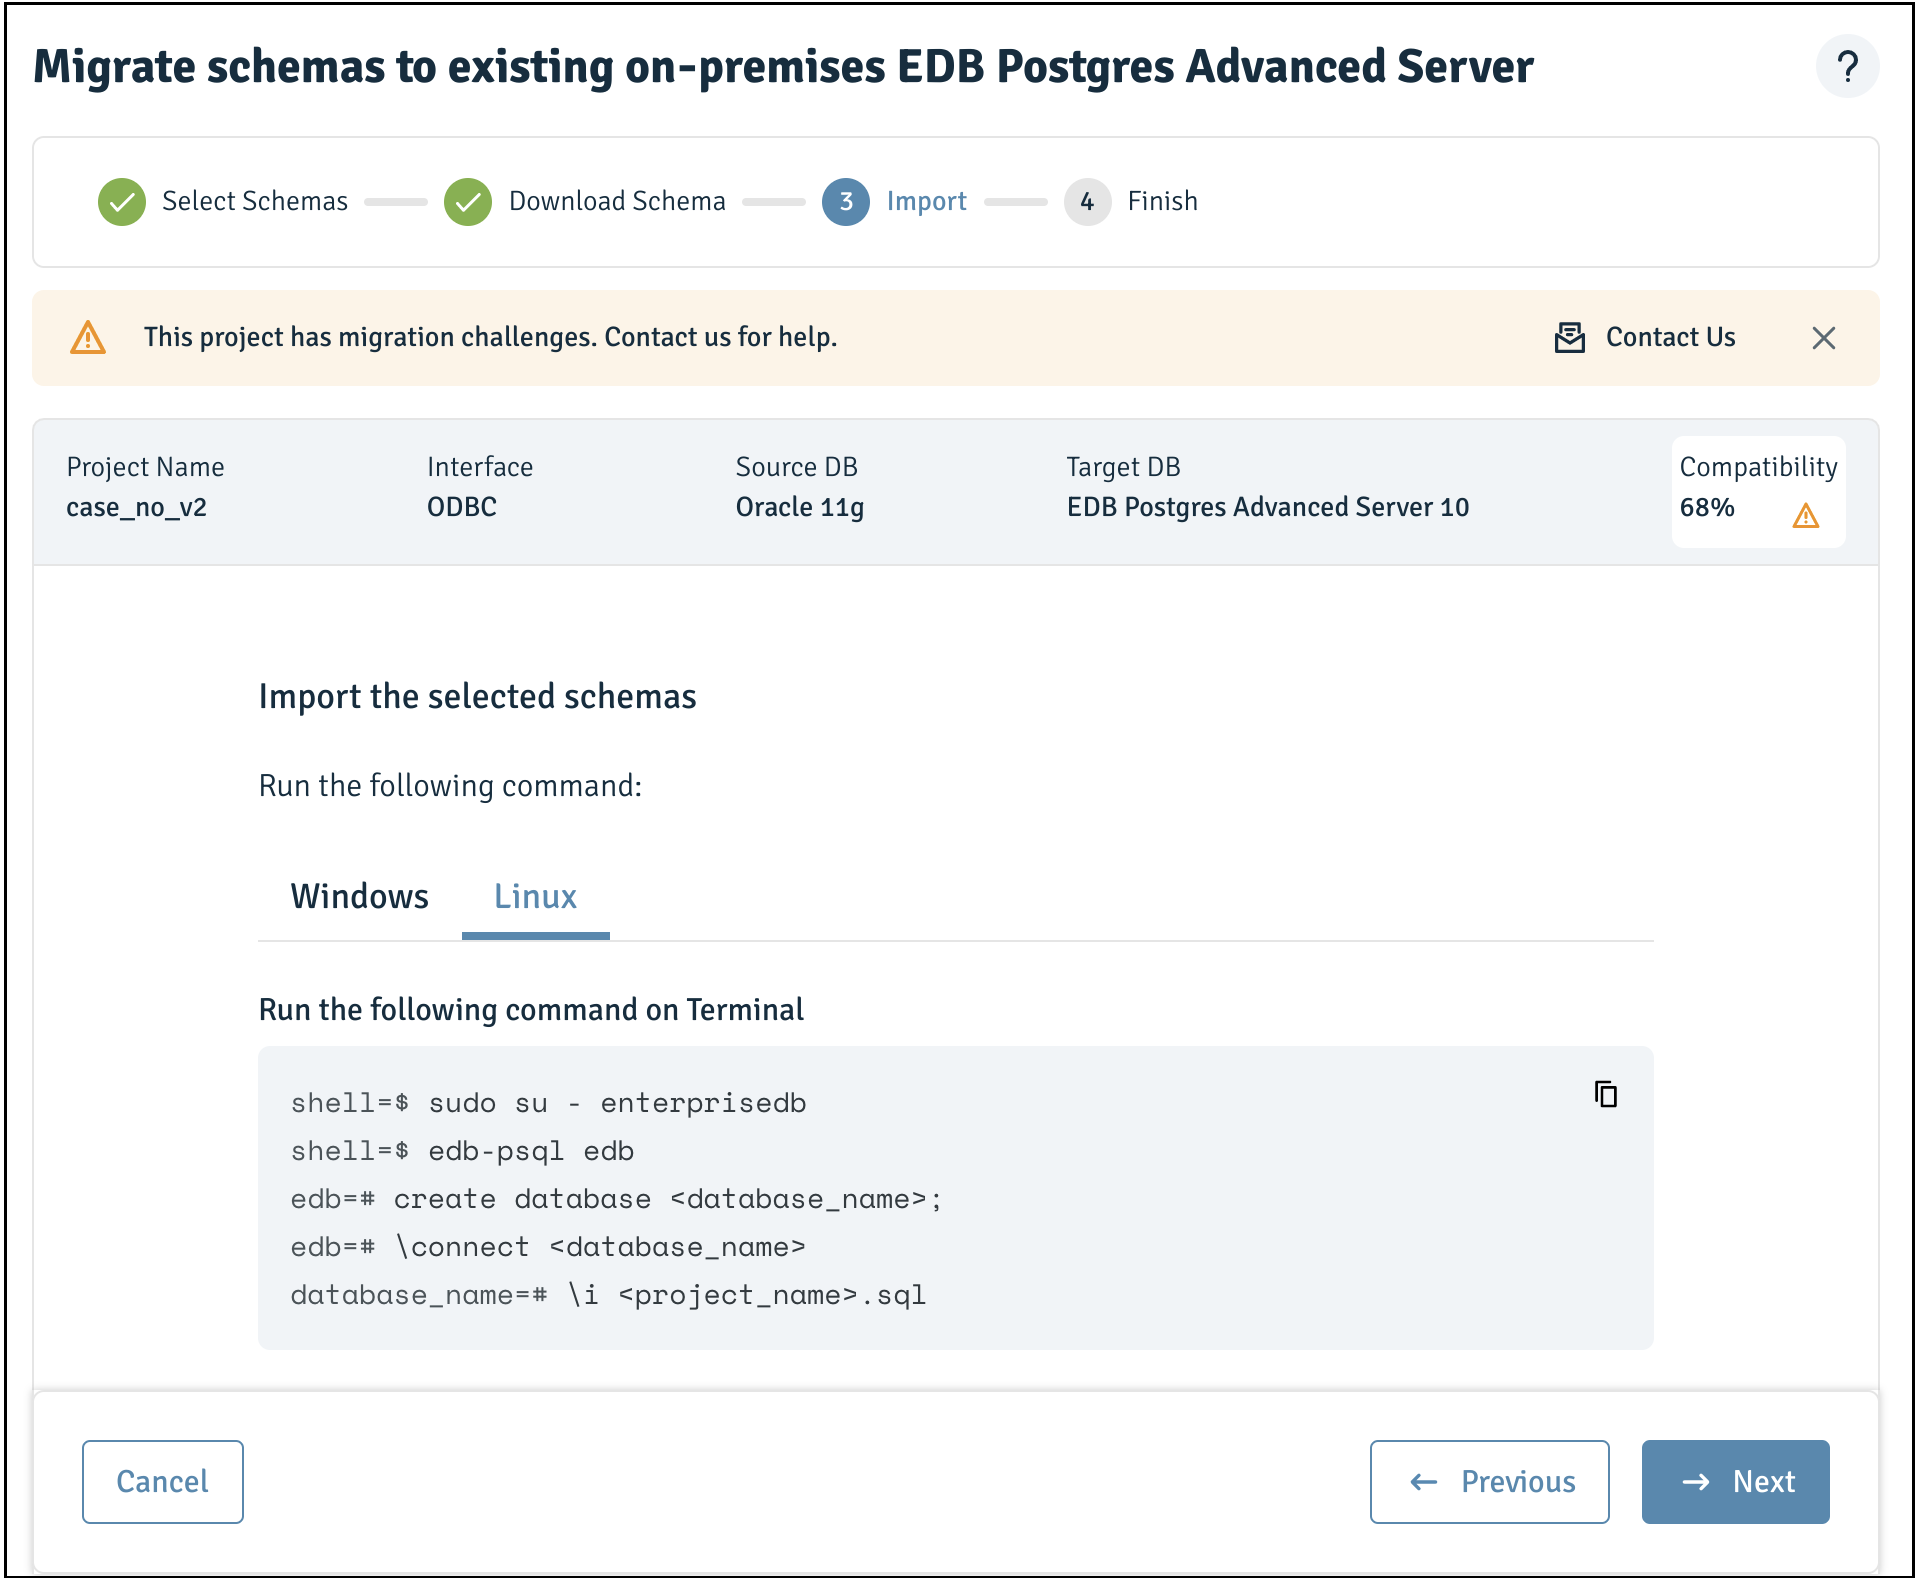 Migrate schemas to existing on-premises EDB Postgres Advanced Server
?
Select Schemas
Download Schema
3 Import
4 Finish
This project has migration challenges. Contact us for help.
Contact Us
Project Name
case_no_v2
Interface
ODBC
Source DB
Oracle 11g
Target DB
EDB Postgres Advanced Server 10
Compatibility
68%
Import the selected schemas
Run the following command:
Windows
Linux
Run the following command on Terminal
shell=$ sudo su - enterprisedb
shell=$ edb-psql edb
edb=# create database <database_name>;
edb=# \connect <database_name>
database_name=# \i <project_name>.sql
Cancel
← Previous
→ Next